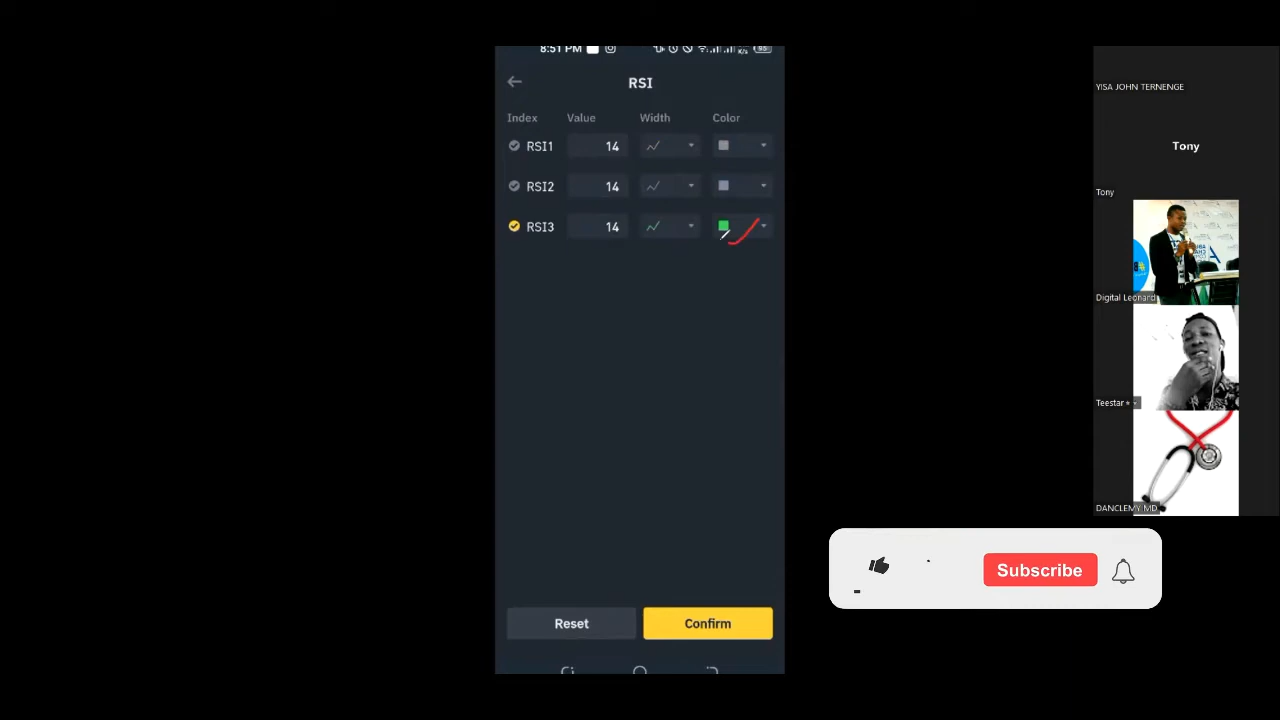 8:51 PM
95
RSI
Index Value Width Color
RSI1 14
RSI2 14
RSI3 14
Reset Confirm
YISA JOHN TERNENGE
Tony
Tony
Digital Leonard
Teestar
DANCLEMY MD
Subscribe